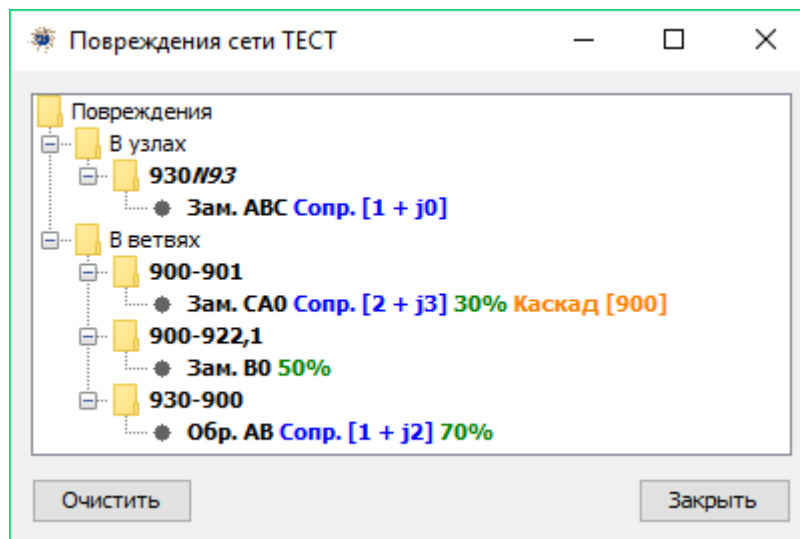 Повреждения сети ТЕСТ
Повреждения
В узлах
930/N93
Зам. ABC Сопр. [1 + j0]
В ветвях
900-901
Зам. CA0 Сопр. [2 + j3] 30% Каскад [900]
900-922,1
Зам. B0 50%
930-900
Обр. AB Сопр. [1 + j2] 70%
Очистить
Закрыть